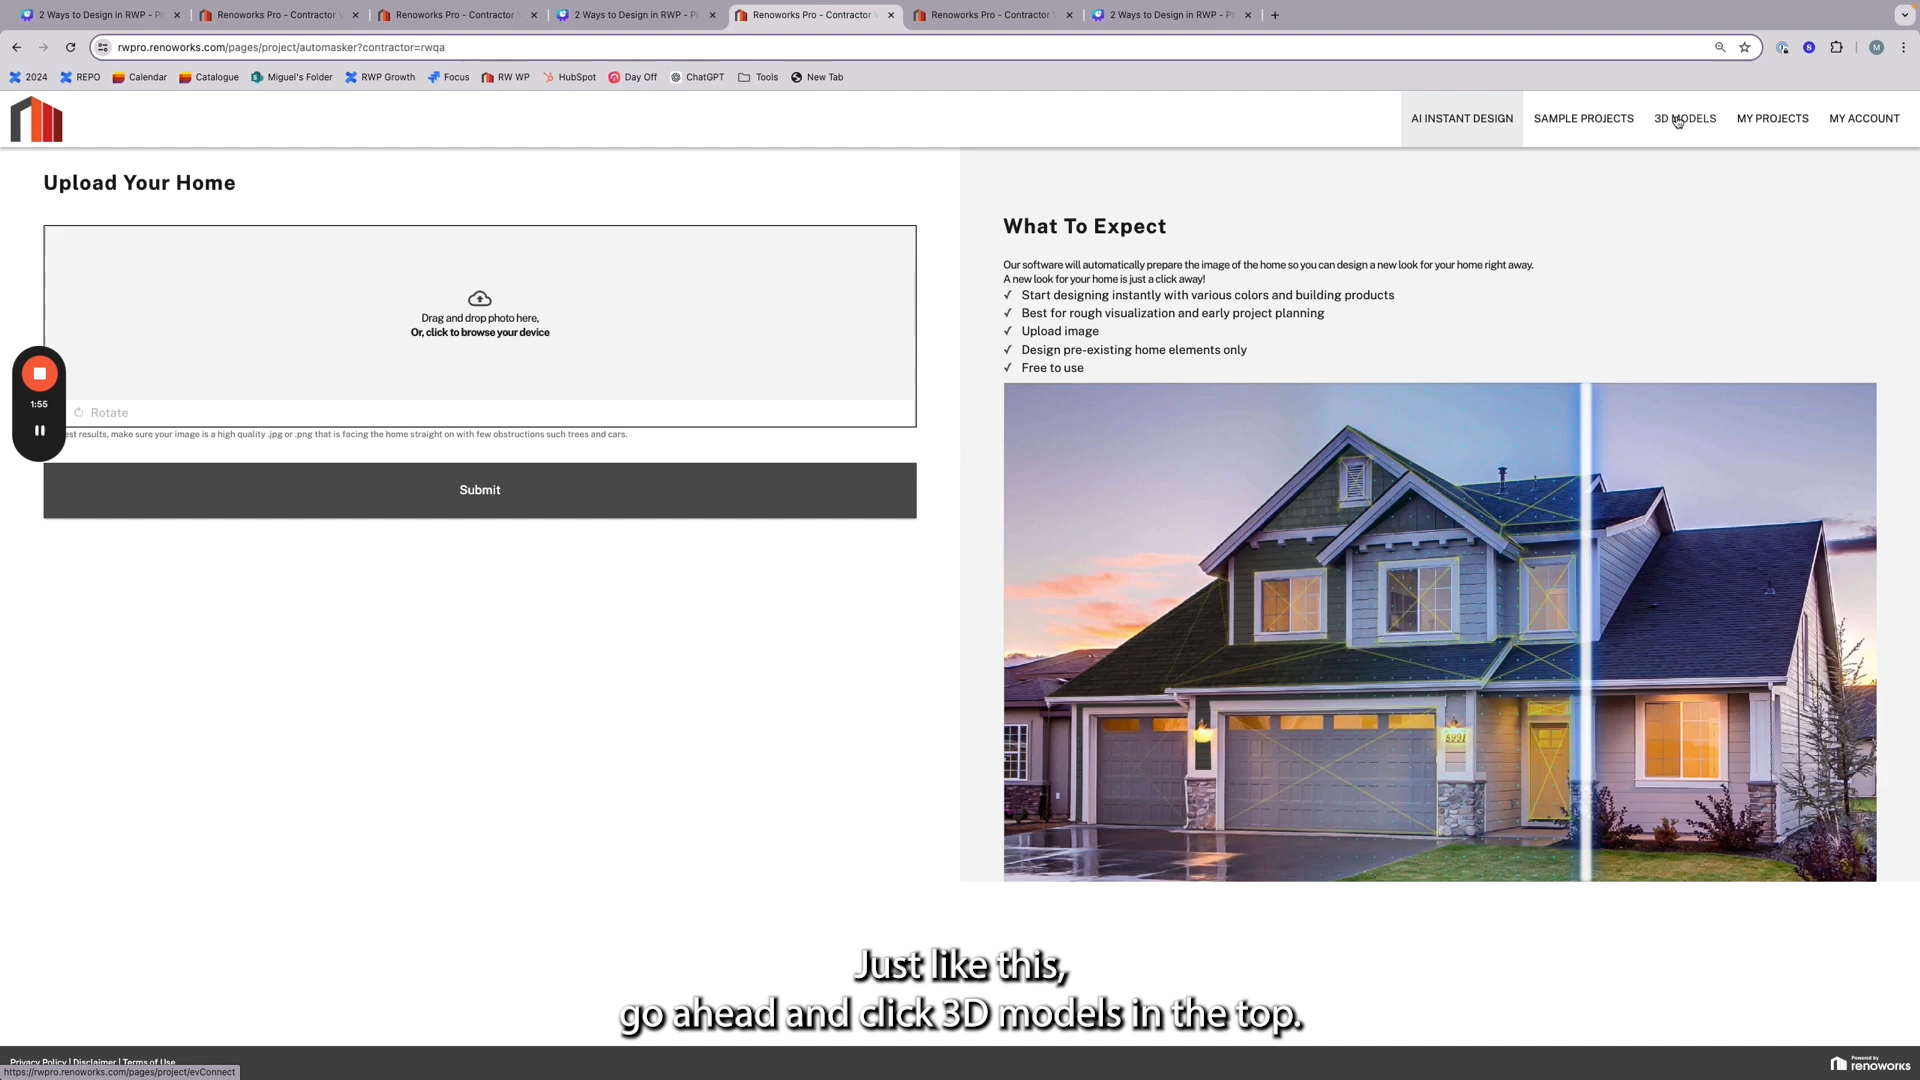 2 Ways to Design in RWP - P
Renoworks Pro - Contractor
Renoworks Pro - Contractor
2 Ways to Design in RWP - P
Renoworks Pro - Contractor
Renoworks Pro - Contractor
2 Ways to Design in RWP - P
rwpro.renoworks.com/pages/project/automasker?contractor=rwqa
M
2024
REPO
Calendar
Catalogue
Miguel's Folder
RWP Growth
Focus
RW WP
HubSpot
Day Off
ChatGPT
Tools
New Tab
AI INSTANT DESIGN
SAMPLE PROJECTS
3D MODELS
MY PROJECTS
MY ACCOUNT
Upload Your Home
Drag and drop photo here,
Or, click to browse your device
Rotate
est results, make sure your image is a high quality .jpg or .png that is facing the home straight on with few obstructions such trees and cars.
Submit
1:55
What To Expect
Our software will automatically prepare the image of the home so you can design a new look for your home right away.
A new look for your home is just a click away!
✓ Start designing instantly with various colors and building products
✓ Best for rough visualization and early project planning
✓ Upload image
✓ Design pre-existing home elements only
✓ Free to use
5991
Just like this,
go ahead and click 3D models in the top.
Privacy Policy | Disclaimer | Terms of Use
https://rwpro.renoworks.com/pages/project/evConnect
Powered by
renoworks